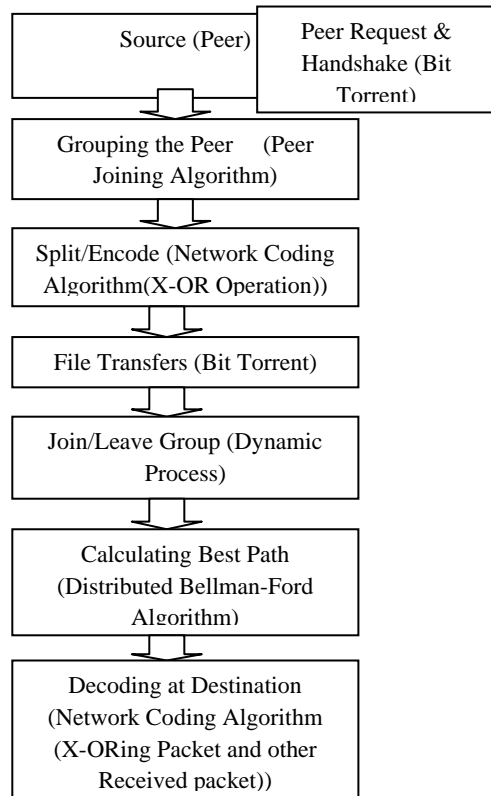 Source (Peer)
Peer Request &
Handshake (Bit
Torrent)
Grouping the Peer (Peer
Joining Algorithm)
Split/Encode (Network Coding
Algorithm(X-OR Operation))
File Transfers (Bit Torrent)
Join/Leave Group (Dynamic
Process)
Calculating Best Path
(Distributed Bellman-Ford
Algorithm)
Decoding at Destination
(Network Coding Algorithm
(X-ORing Packet and other
Received packet))